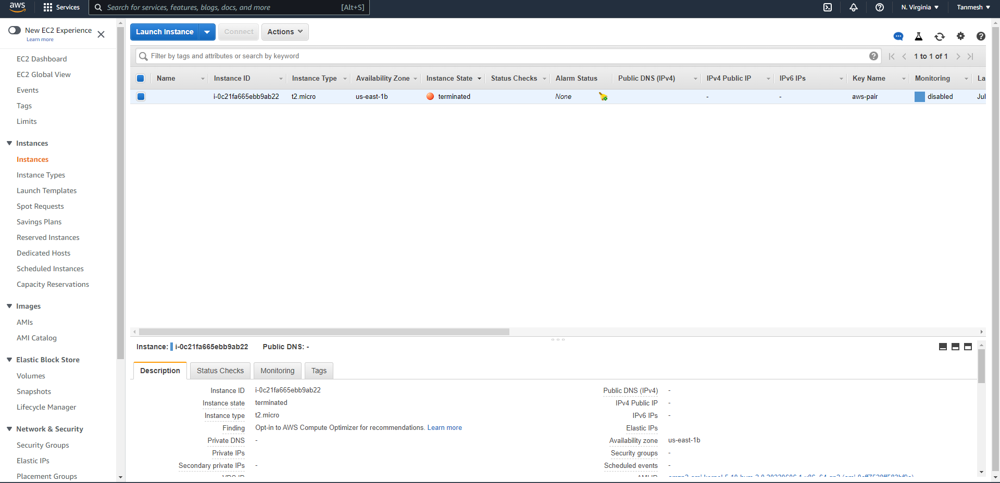 aws Services Search for services, features, blogs, docs, and more [Alt+S] N. Virginia Tanmesh
New EC2 Experience
Learn more
EC2 Dashboard
EC2 Global View
Events
Tags
Limits
Instances
Instances
Instance Types
Launch Templates
Spot Requests
Savings Plans
Reserved Instances
Dedicated Hosts
Scheduled Instances
Capacity Reservations
Images
AMIs
AMI Catalog
Elastic Block Store
Volumes
Snapshots
Lifecycle Manager
Network & Security
Security Groups
Elastic IPs
Placement Groups
Launch Instance Connect Actions
Filter by tags and attributes or search by keyword 1 to 1 of 1
Name Instance ID Instance Type Availability Zone Instance State Status Checks Alarm Status Public DNS (IPv4) IPv4 Public IP IPv6 IPs Key Name Monitoring La
i-0c21fa665ebb9ab22 t2.micro us-east-1b terminated None - - aws-pair disabled Jul
Instance: i-0c21fa665ebb9ab22 Public DNS: -
Description Status Checks Monitoring Tags
Instance ID i-0c21fa665ebb9ab22 Public DNS (IPv4) -
Instance state terminated IPv4 Public IP -
Instance type t2.micro IPv6 IPs -
Finding Opt-in to AWS Compute Optimizer for recommendations. Learn more Elastic IPs
Private DNS - Availability zone us-east-1b
Private IPs Security groups -
Secondary private IPs - Scheduled events -
VPC ID AMI ID